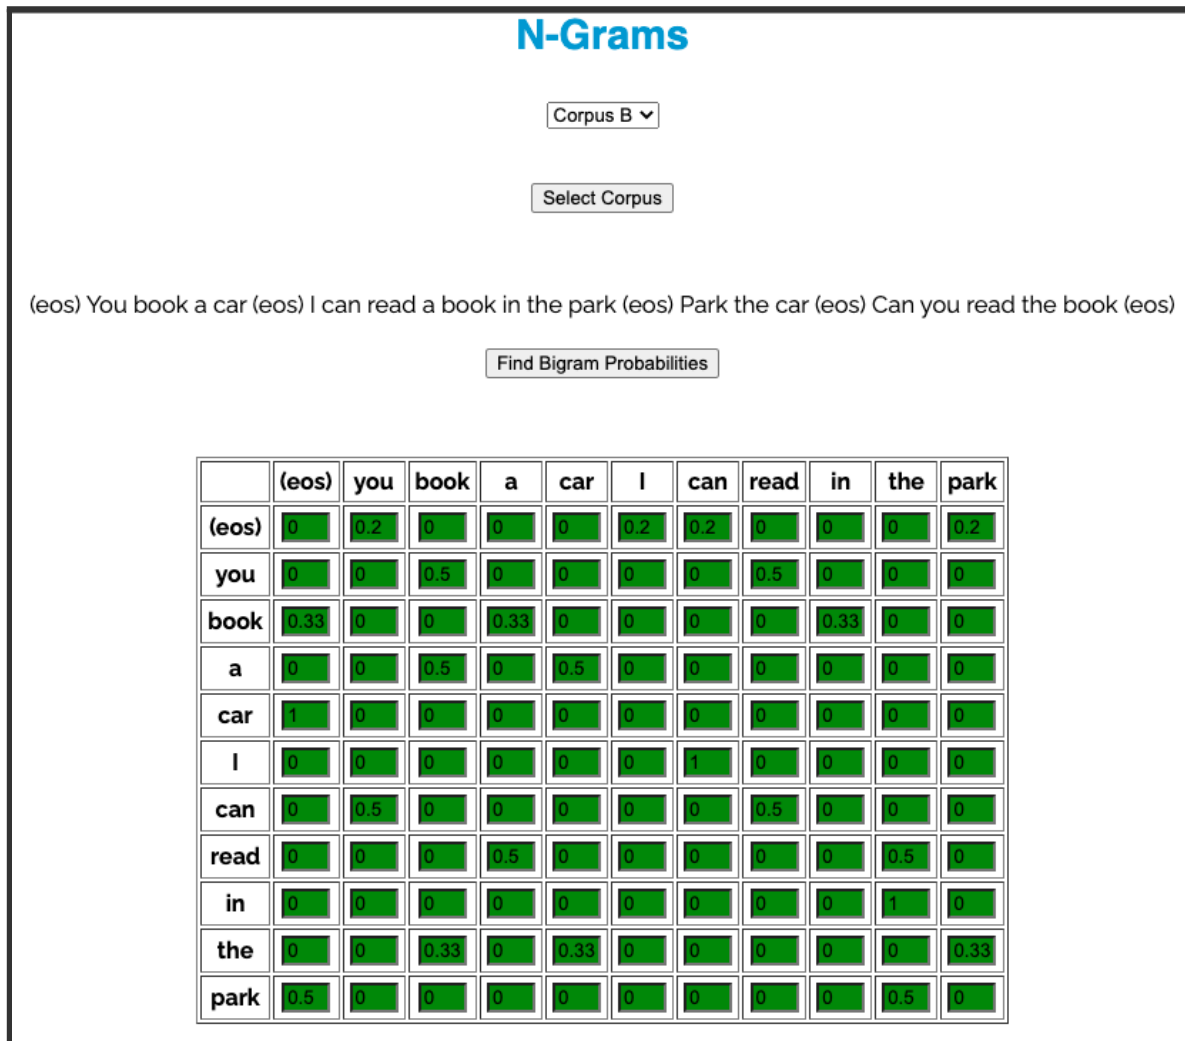 N-Grams
Corpus B
Select Corpus
(eos) You book a car (eos) I can read a book in the park (eos) Park the car (eos) Can you read the book (eos)
Find Bigram Probabilities
(eos) you book a car I can read in the park
(eos) 0 0.2 0 0 0 0.2 0.2 0 0 0 0.2
you 0 0 0.5 0 0 0 0 0.5 0 0 0
book 0.33 0 0 0.33 0 0 0 0 0.33 0 0
a 0 0 0.5 0 0.5 0 0 0 0 0 0
car 1 0 0 0 0 0 0 0 0 0 0
I 0 0 0 0 0 0 1 0 0 0 0
can 0 0.5 0 0 0 0 0 0.5 0 0 0
read 0 0 0 0.5 0 0 0 0 0 0.5 0
in 0 0 0 0 0 0 0 0 0 1 0
the 0 0 0.33 0 0.33 0 0 0 0 0 0.33
park 0.5 0 0 0 0 0 0 0 0 0.5 0